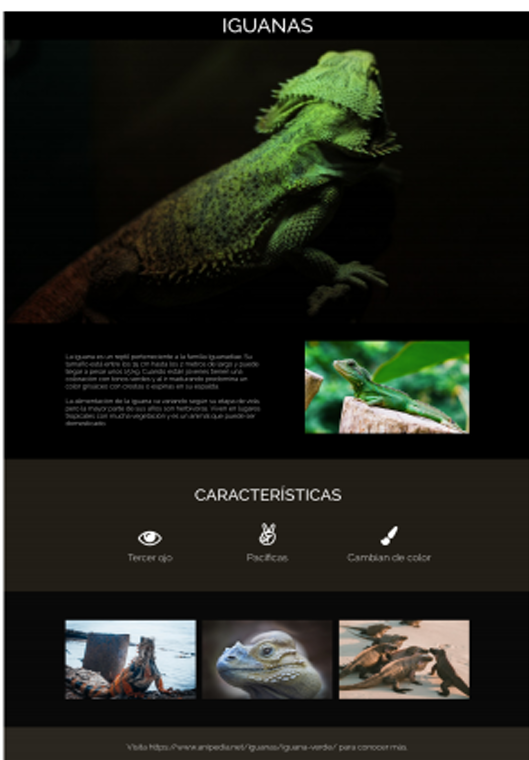 IGUANAS
La iguana es un reptil perteneciente a la familia Iguanidae. Su
tamaño está entre los 15 cm hasta los 2 metros de largo y puede
llegar a pesar unos 15 kg. Cuando están jóvenes tienen una
coloración con tonos verdes y al ir madurando predomina un
color grisáceo con crestas o espinas en su espalda.
La alimentación de la iguana va variando según su etapa de vida,
pero la mayor parte de sus años son herbívoras. Viven en lugares
tropicales con mucha vegetación y es un animal que puede ser
domesticado.
CARACTERÍSTICAS
Tercer ojo
Pacíficas
Cambian de color
Visita https://www.anipedia.net/iguanas/iguana-verde/ para conocer más.